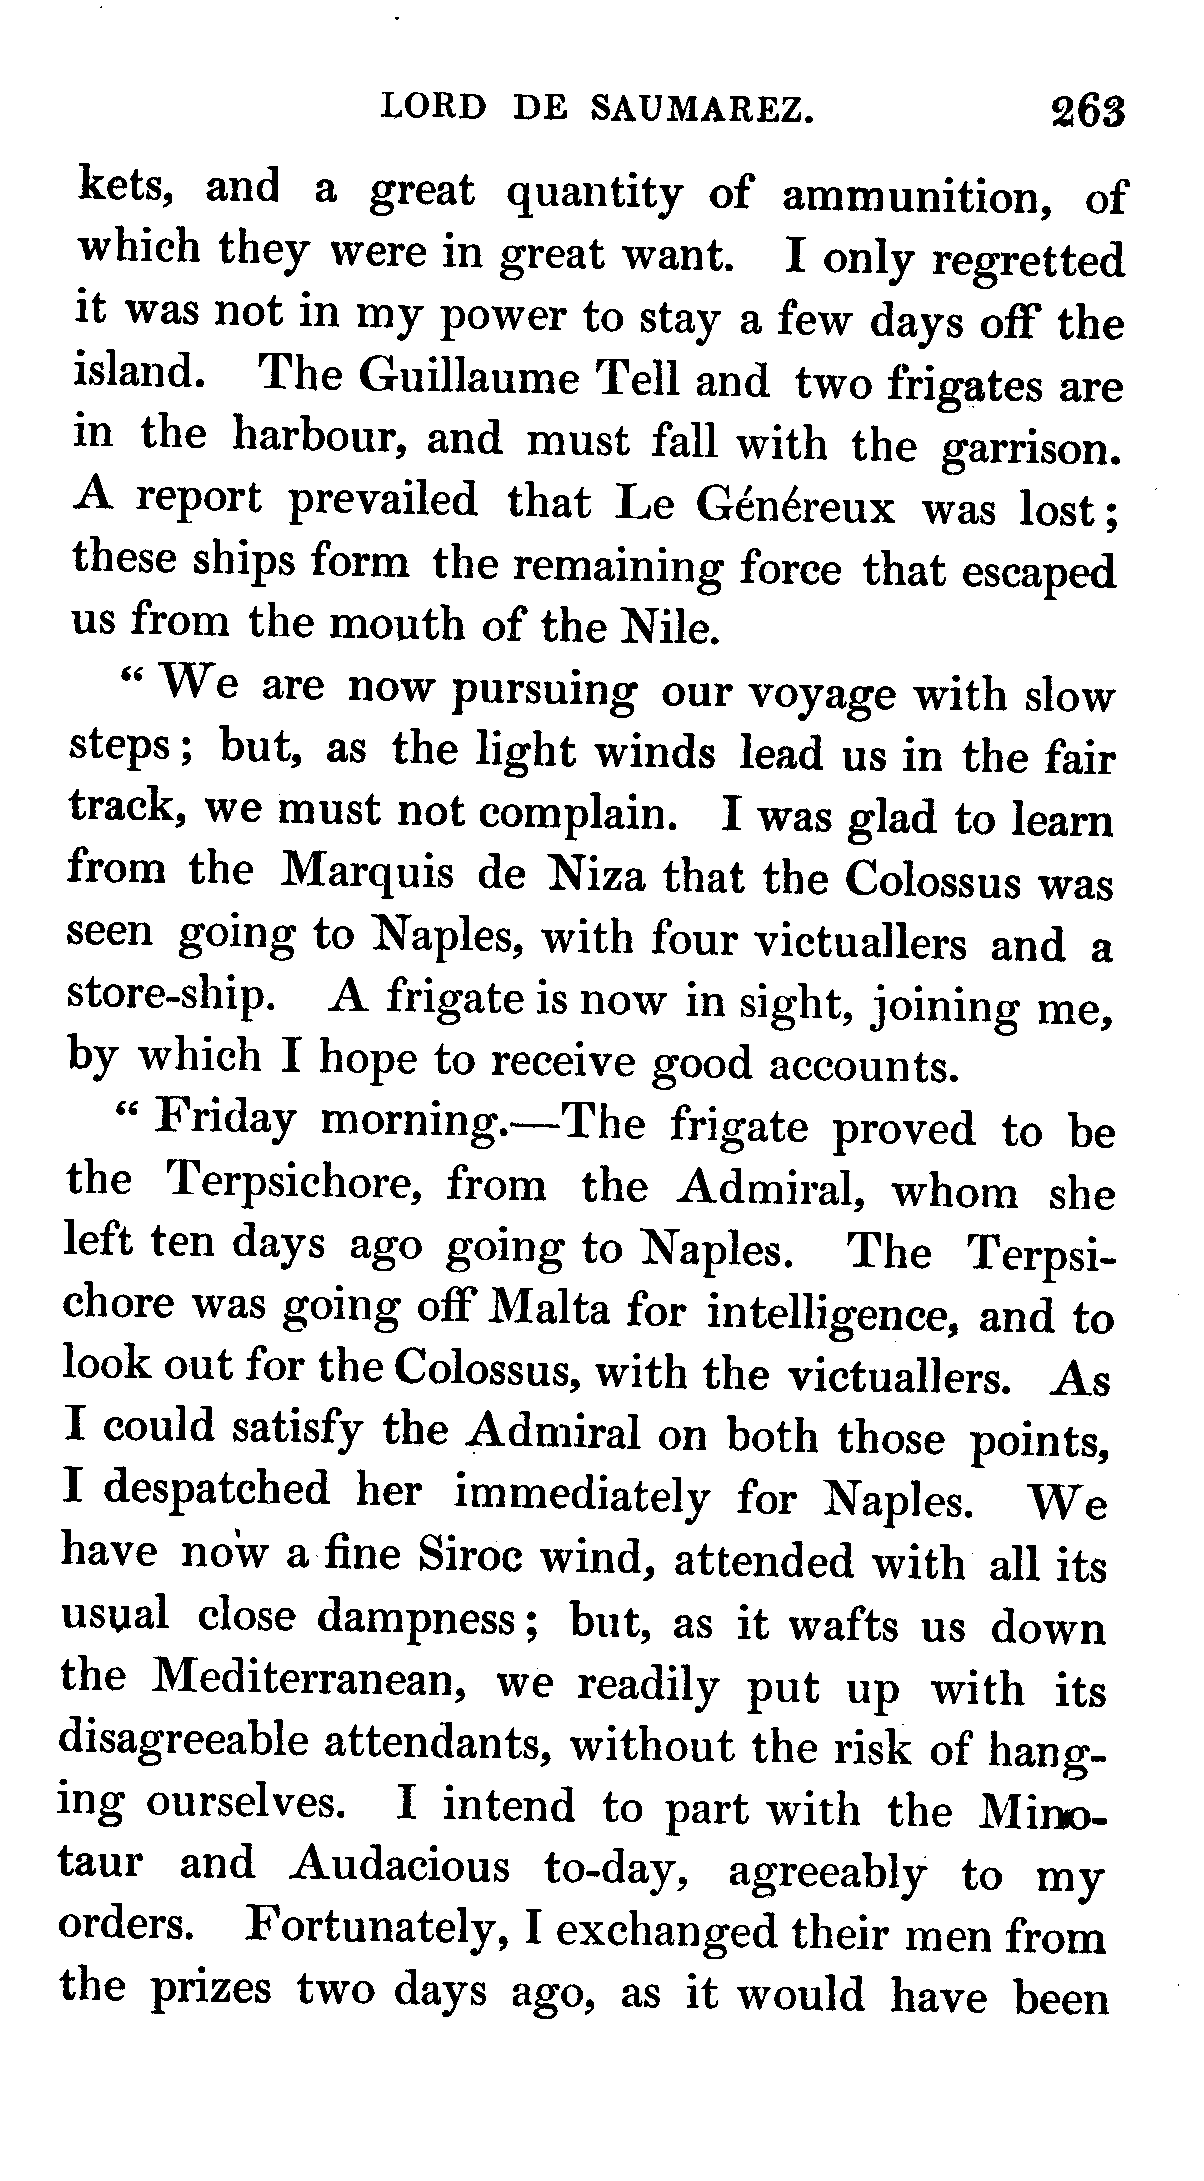 LORD DE SAUMAREZ. 263
kets, and a great quantity of ammunition, of
which they were in great want. I only regretted
it was not in my power to stay a few days off the
island. The Guillaume Tell and two frigates are
in the harbour, and must fall with the garrison.
A report prevailed that Le Généreux was lost;
these ships form the remaining force that escaped
us from the mouth of the Nile.
“ We are now pursuing our voyage with slow
steps; but, as the light winds lead us in the fair
track, we must not complain. I was glad to learn
from the Marquis de Niza that the Colossus was
seen going to Naples, with four victuallers and a
store-ship. A frigate is now in sight, joining me,
by which I hope to receive good accounts.
“ Friday morning.—The frigate proved to be
the Terpsichore, from the Admiral, whom she
left ten days ago going to Naples. The Terpsi-
chore was going off Malta for intelligence, and to
look out for the Colossus, with the victuallers. As
I could satisfy the Admiral on both those points,
I despatched her immediately for Naples. We
have now a fine Siroc wind, attended with all its
usual close dampness; but, as it wafts us down
the Mediterranean, we readily put up with its
disagreeable attendants, without the risk of hang-
ing ourselves. I intend to part with the Mino-
taur and Audacious to-day, agreeably to my
orders. Fortunately, I exchanged their men from
the prizes two days ago, as it would have been